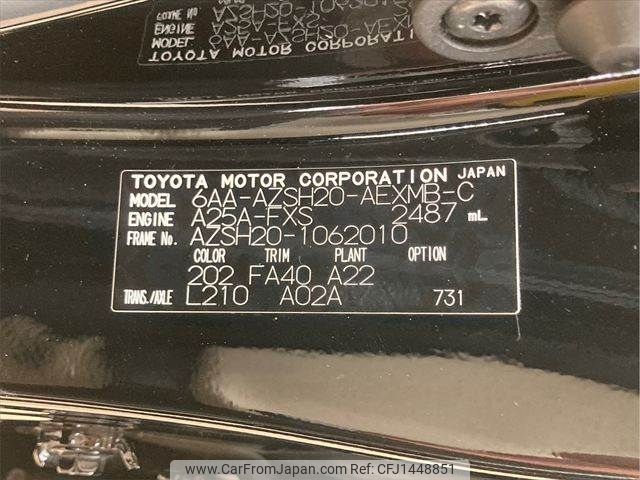 TOYOTA MOTOR CORPORATION JAPAN
MODEL 6AA-AZSH20-AEXMB-C
ENGINE A25A-FXS 2487 mL
FRAME No. AZSH20-1062010
COLOR TRIM PLANT OPTION
202 FA40 A22
TRANS./AXLE L210 A02A 731
www.CarFromJapan.com | Ref No: CFJ1448851